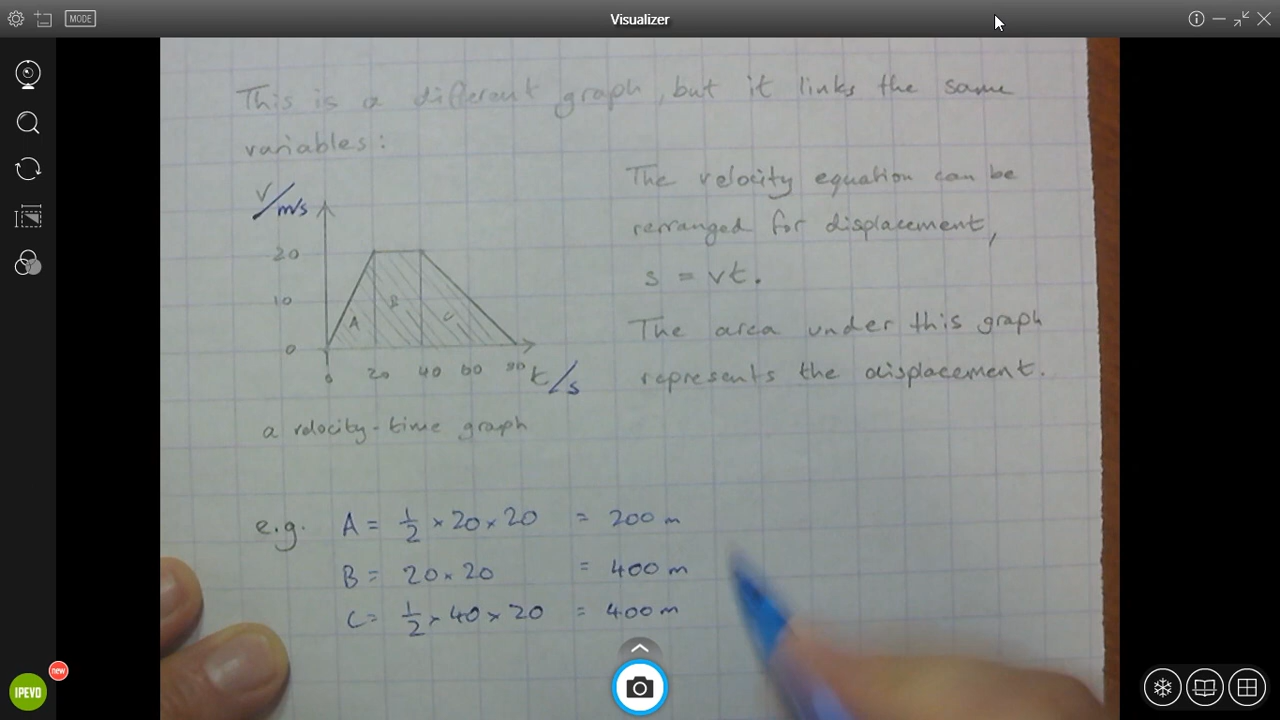 MODE
Visualizer
This is a different graph, but it links the same
variables:
The velocity equation can be
rearranged for displacement,
s = vt.
The area under this graph
represents the displacement.
V/m/s
20
10
0
A
B
C
0 20 40 60 80 t/s
a velocity-time graph
e.g. A = 1/2 × 20 × 20 = 200 m
B = 20 × 20 = 400 m
C = 1/2 × 40 × 20 = 400 m
new
IPEVO